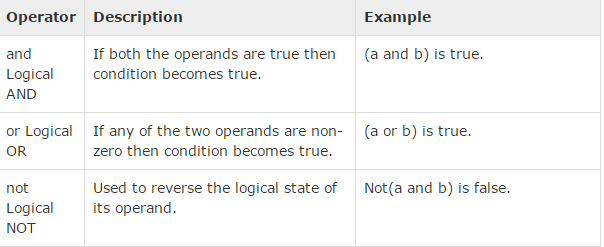 Operator Description Example
and Logical AND If both the operands are true then condition becomes true. (a and b) is true.
or Logical OR If any of the two operands are non-zero then condition becomes true. (a or b) is true.
not Logical NOT Used to reverse the logical state of its operand. Not(a and b) is false.